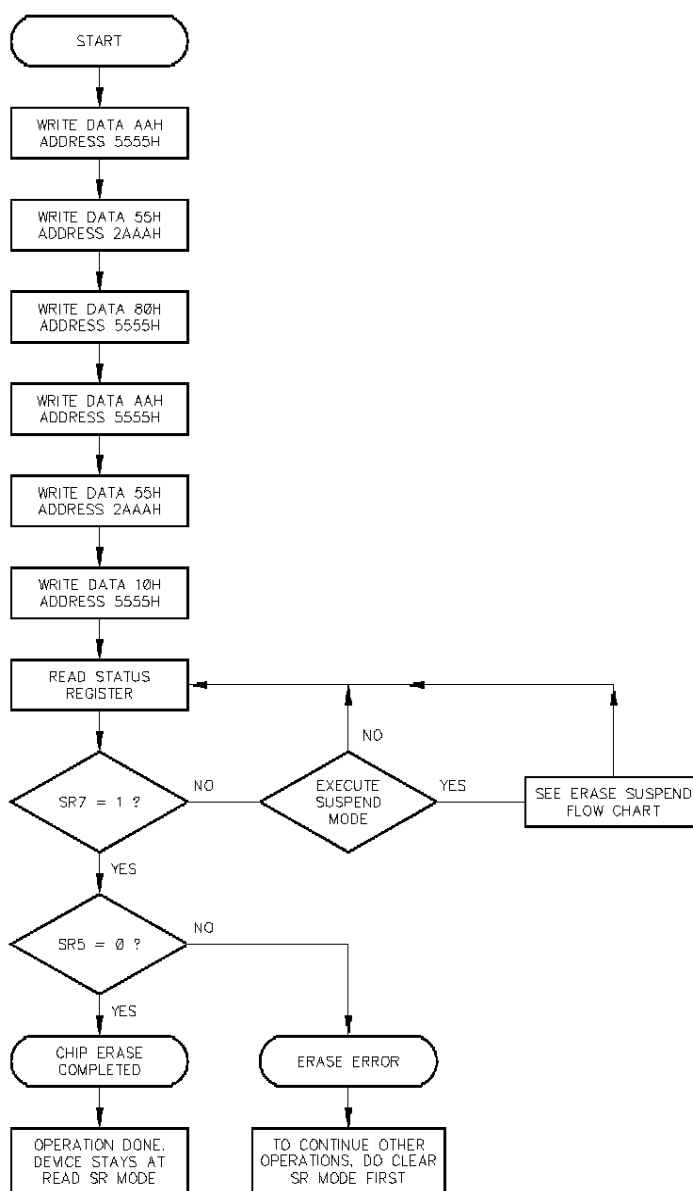 START
WRITE DATA AAH
ADDRESS 5555H
WRITE DATA 55H
ADDRESS 2AAAH
WRITE DATA 80H
ADDRESS 5555H
WRITE DATA AAH
ADDRESS 5555H
WRITE DATA 55H
ADDRESS 2AAAH
WRITE DATA 10H
ADDRESS 5555H
READ STATUS
REGISTER
SR7 = 1 ?
NO
EXECUTE
SUSPEND
MODE
NO
YES
SEE ERASE SUSPEND
FLOW CHART
YES
SR5 = 0 ?
NO
YES
CHIP ERASE
COMPLETED
ERASE ERROR
OPERATION DONE,
DEVICE STAYS AT
READ SR MODE
TO CONTINUE OTHER
OPERATIONS, DO CLEAR
SR MODE FIRST